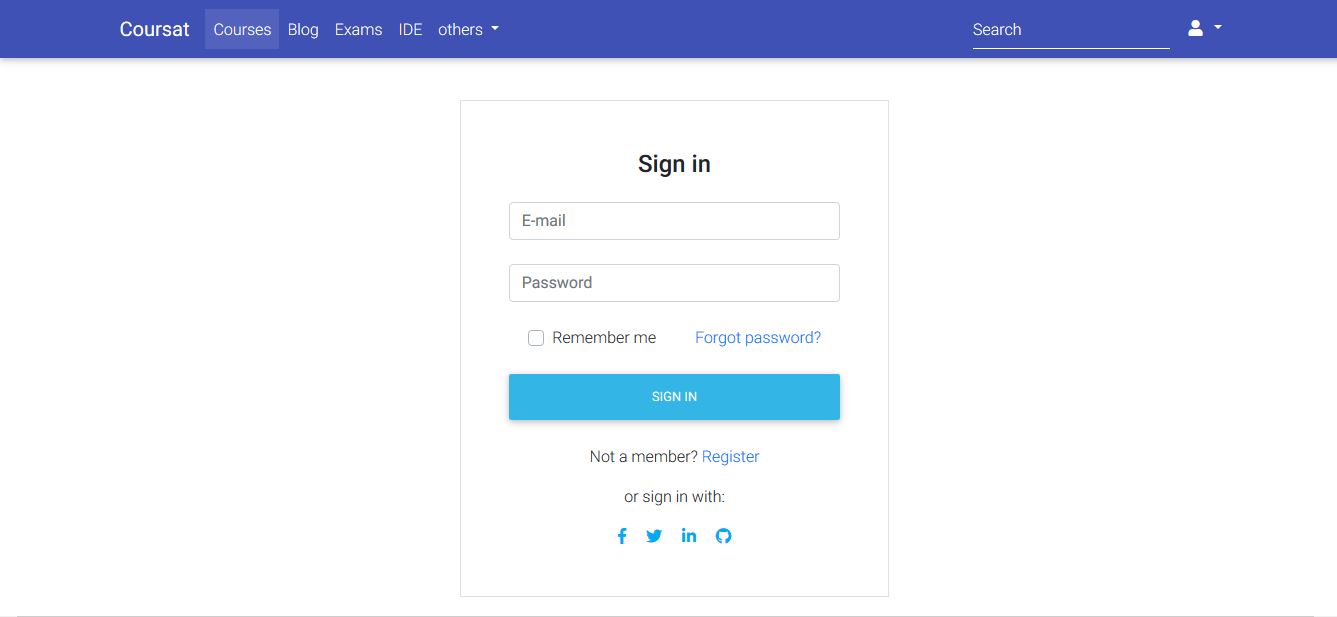 Coursat Courses Blog Exams IDE others Search
Sign in
E-mail
Password
Remember me Forgot password?
SIGN IN
Not a member? Register
or sign in with: